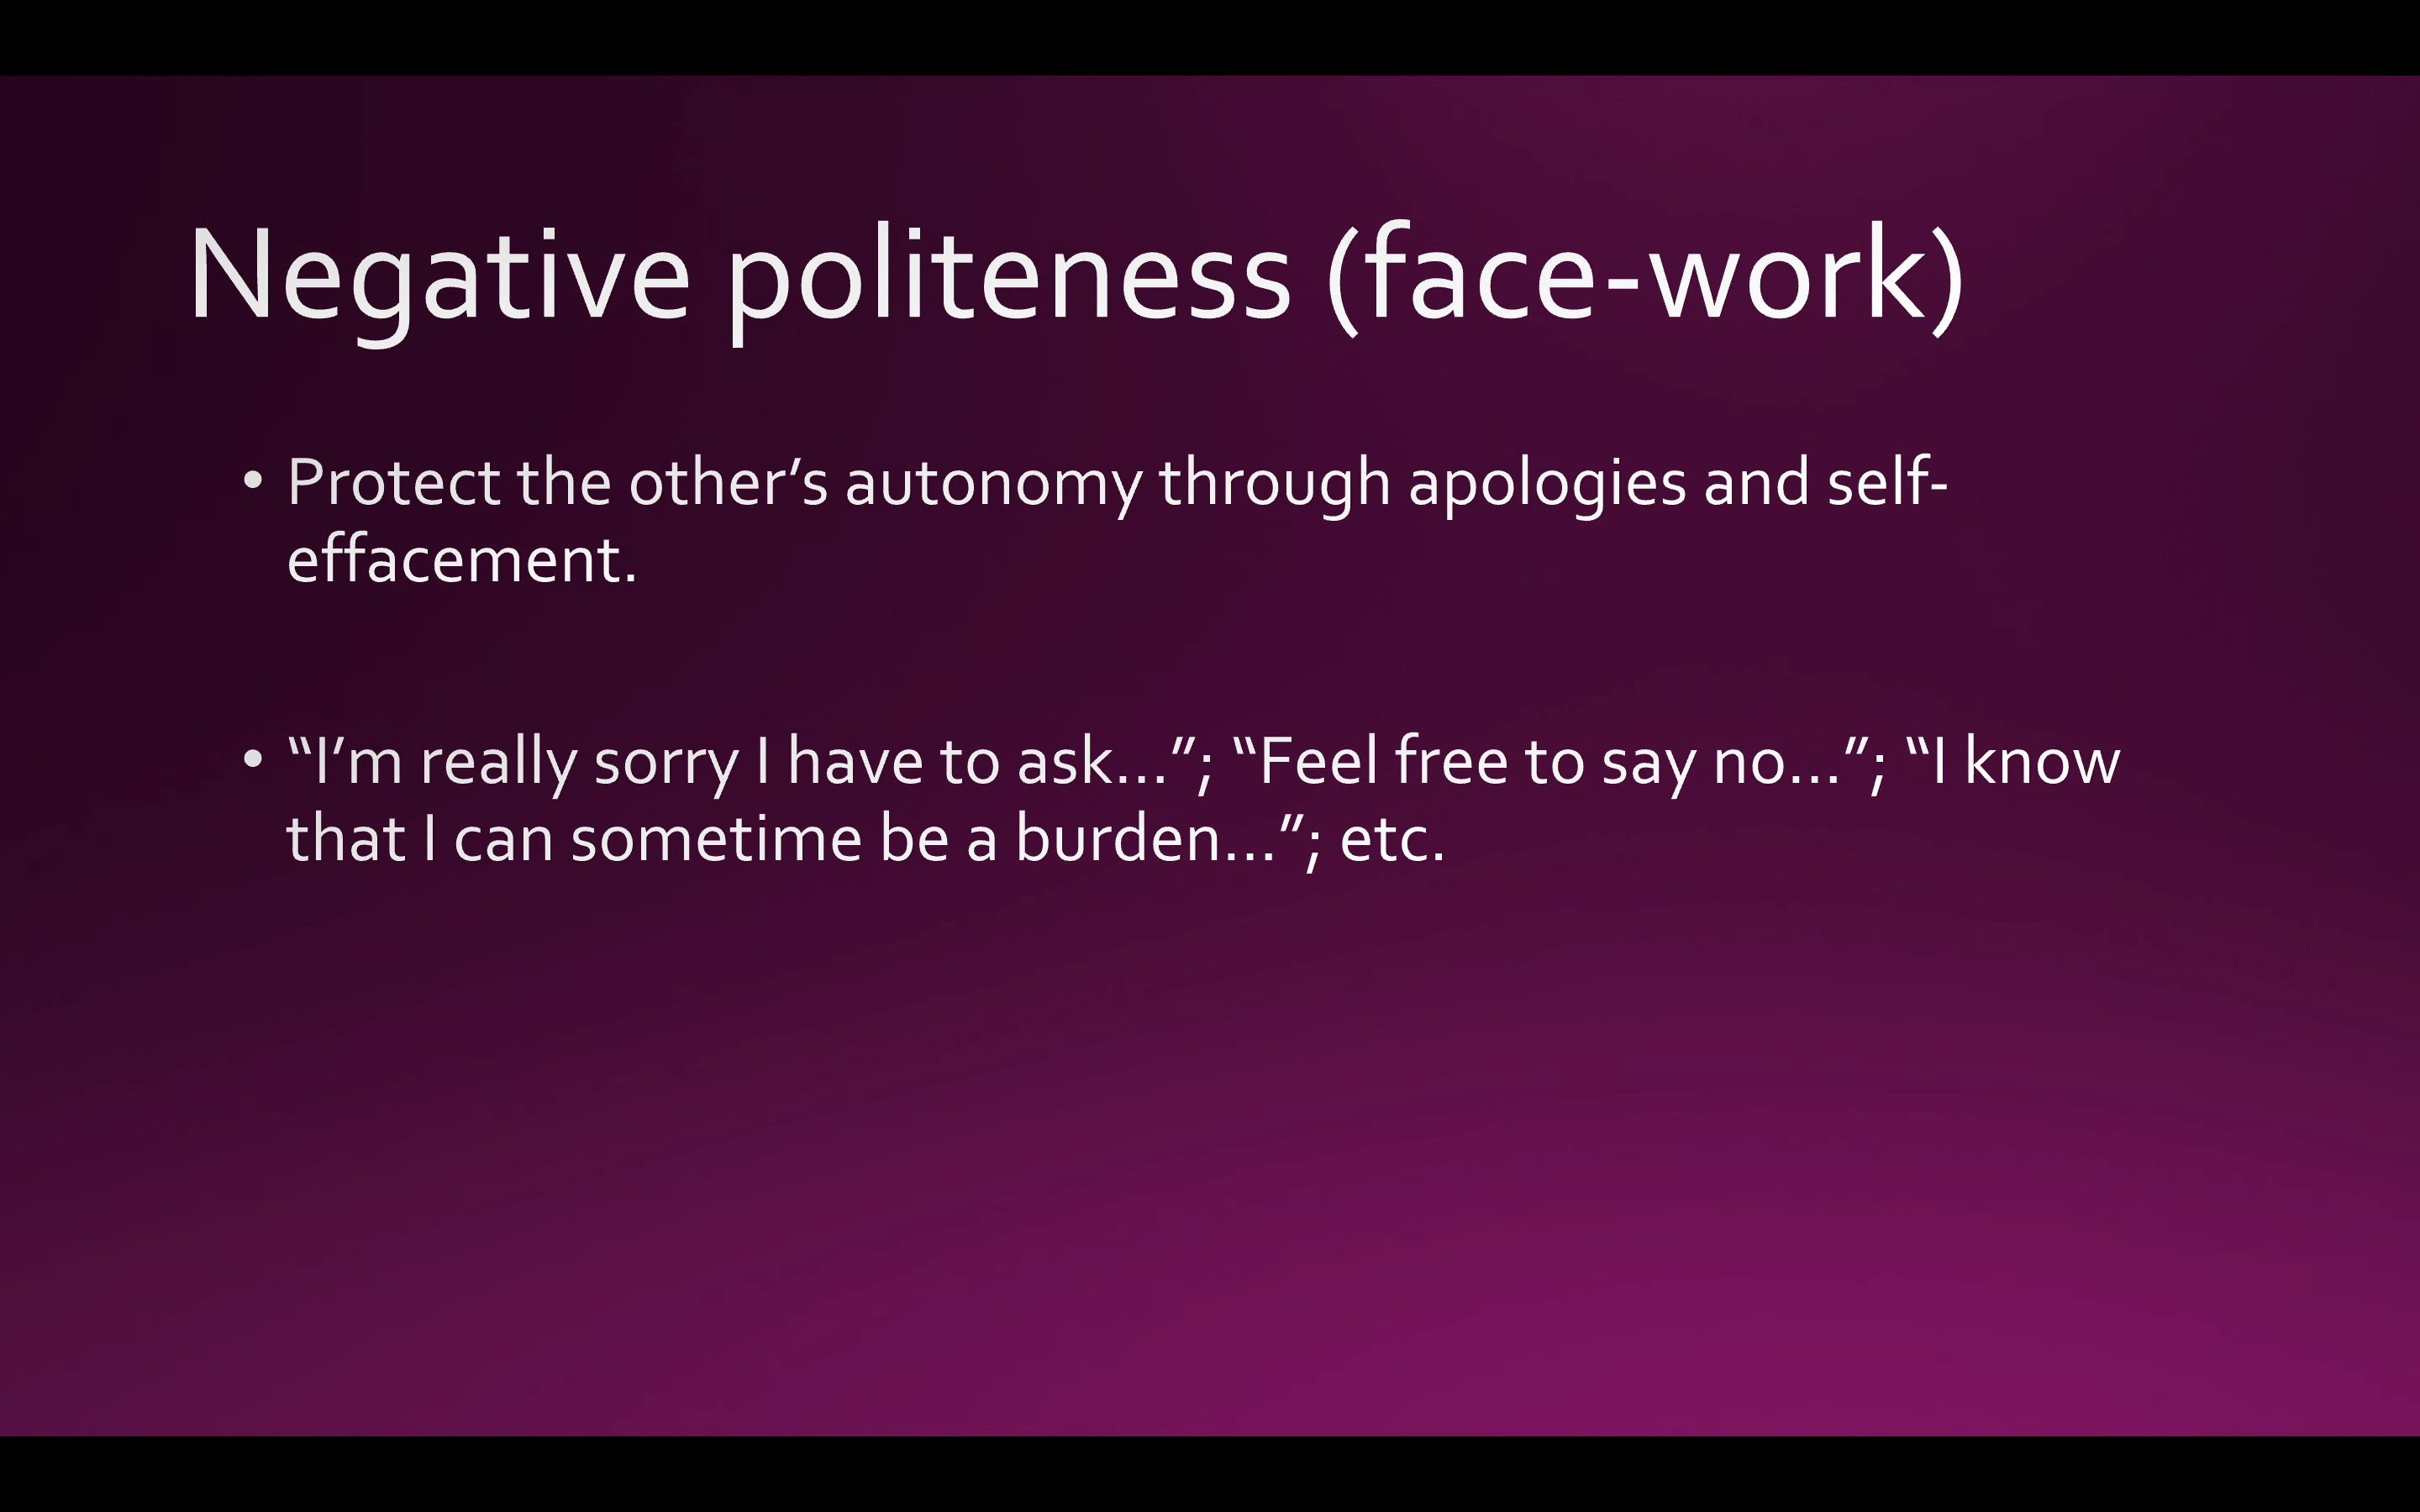 Negative politeness (face-work)
• Protect the other’s autonomy through apologies and self-
effacement.
• “I’m really sorry I have to ask…”; “Feel free to say no…”; “I know
that I can sometime be a burden…”; etc.